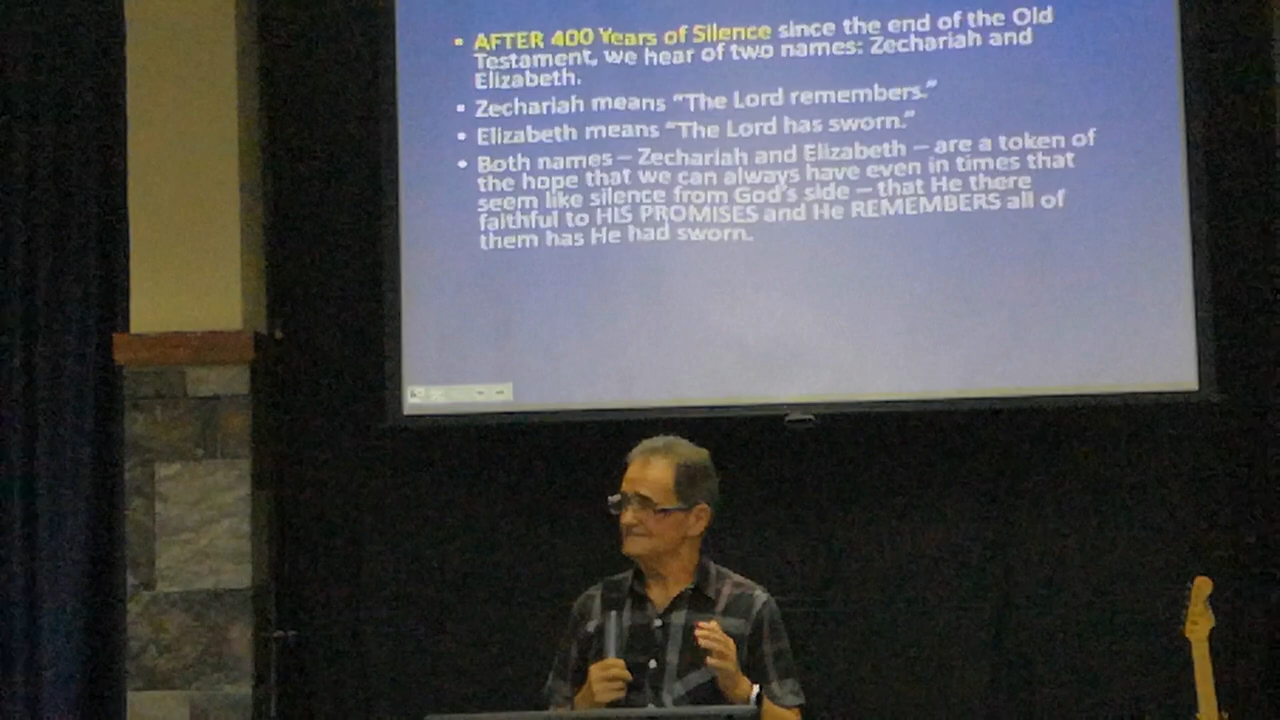 • AFTER 400 Years of Silence since the end of the Old
Testament, we hear of two names: Zechariah and
Elizabeth.
• Zechariah means “The Lord remembers.”
• Elizabeth means “The Lord has sworn.”
• Both names – Zechariah and Elizabeth – are a token of
the hope that we can always have even in times that
seem like silence from God's side – that He there
faithful to HIS PROMISES and He REMEMBERS all of
them has He had sworn.